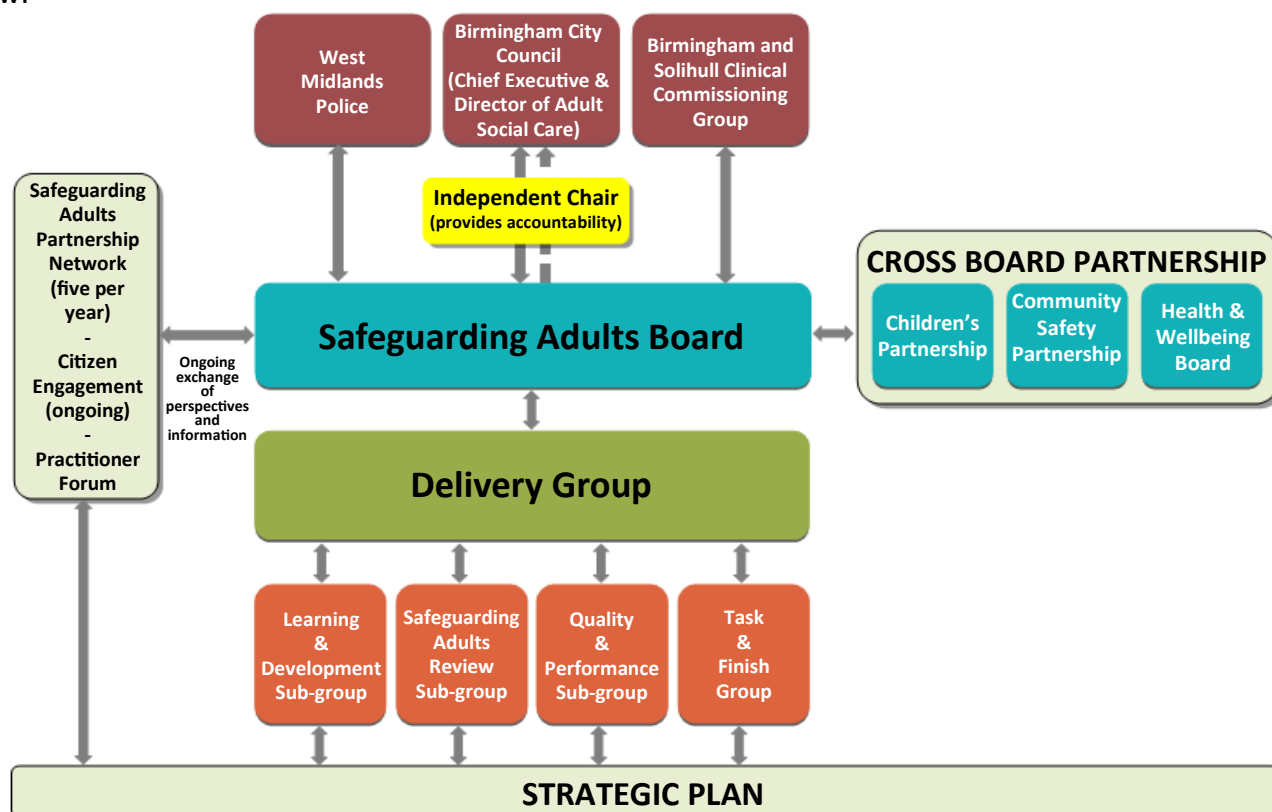 w.
West
Midlands
Police
Birmingham City
Council
(Chief Executive &
Director of Adult
Social Care)
Birmingham and
Solihull Clinical
Commissioning
Group
Independent Chair
(provides accountability)
Safeguarding
Adults
Partnership
Network
(five per
year)
-
Citizen
Engagement
(ongoing)
-
Practitioner
Forum
Ongoing
exchange
of
perspectives
and
information
Safeguarding Adults Board
CROSS BOARD PARTNERSHIP
Children's
Partnership
Community
Safety
Partnership
Health &
Wellbeing
Board
Delivery Group
Learning
&
Development
Sub-group
Safeguarding
Adults
Review
Sub-group
Quality
&
Performance
Sub-group
Task
&
Finish
Group
STRATEGIC PLAN